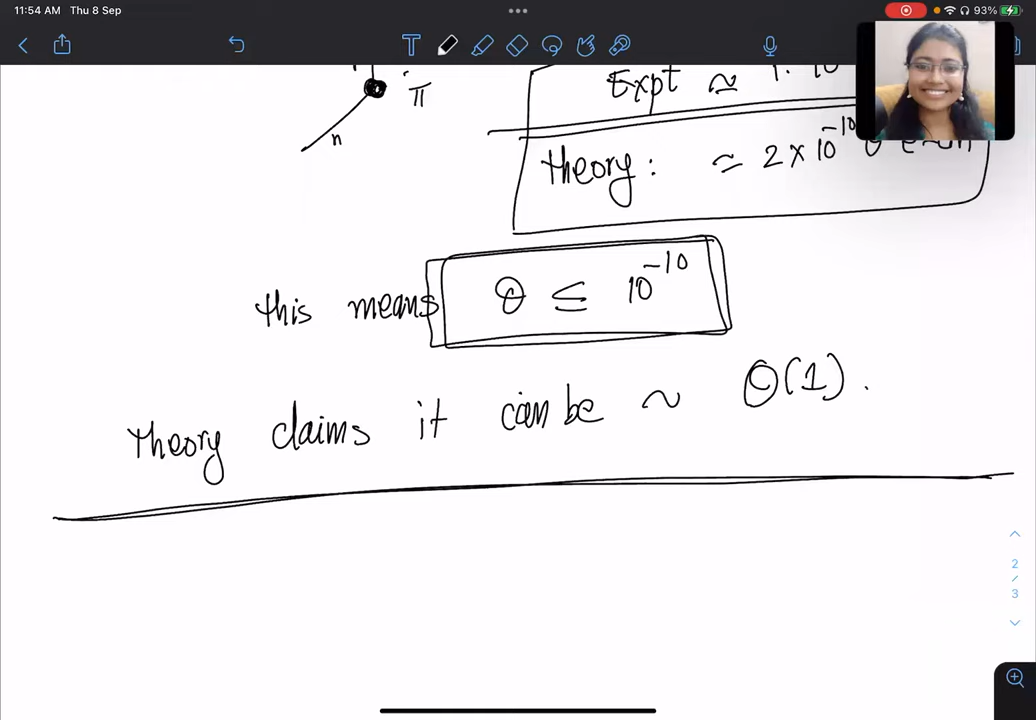 11:54 AM Thu 8 Sep
93%
T
π
n
Expt ≃
Theory: ≃ 2 × 10^-10 θ
this means θ ≤ 10^-10
Theory claims it can be ~ O(1).
2
/
3